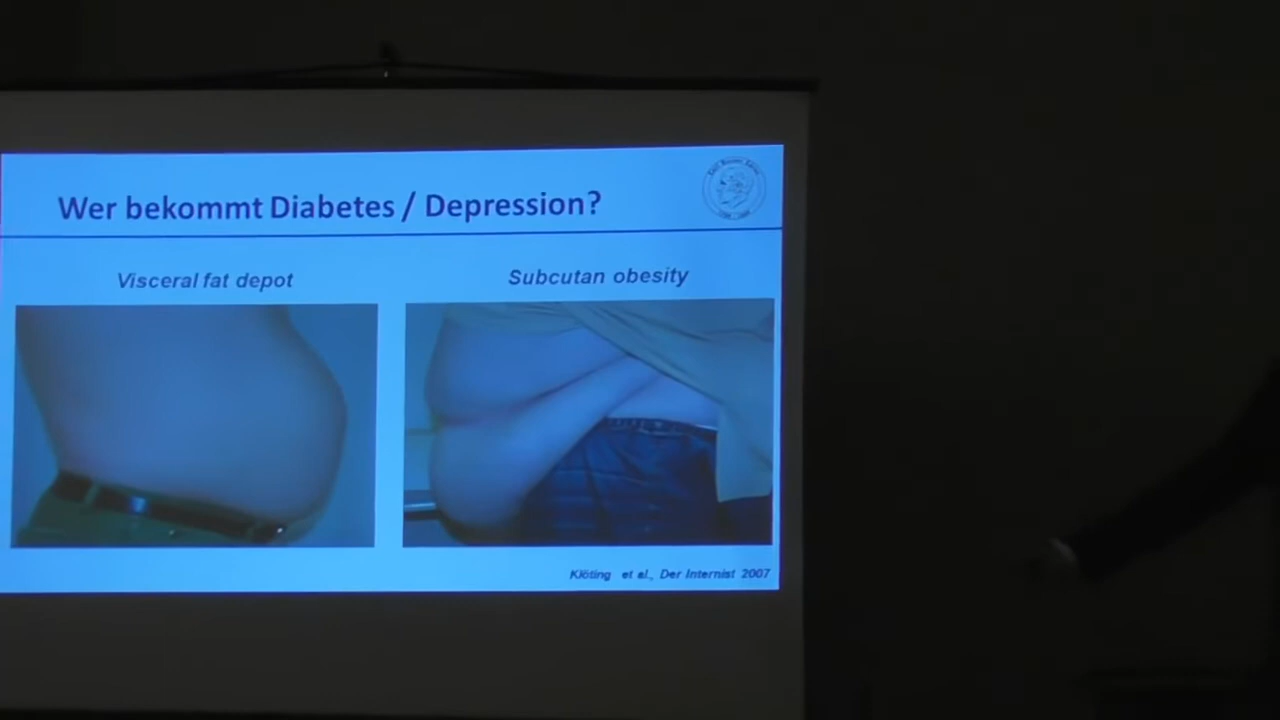 Wer bekommt Diabetes / Depression?
Visceral fat depot
Subcutan obesity
Klöting et al., Der Internist 2007